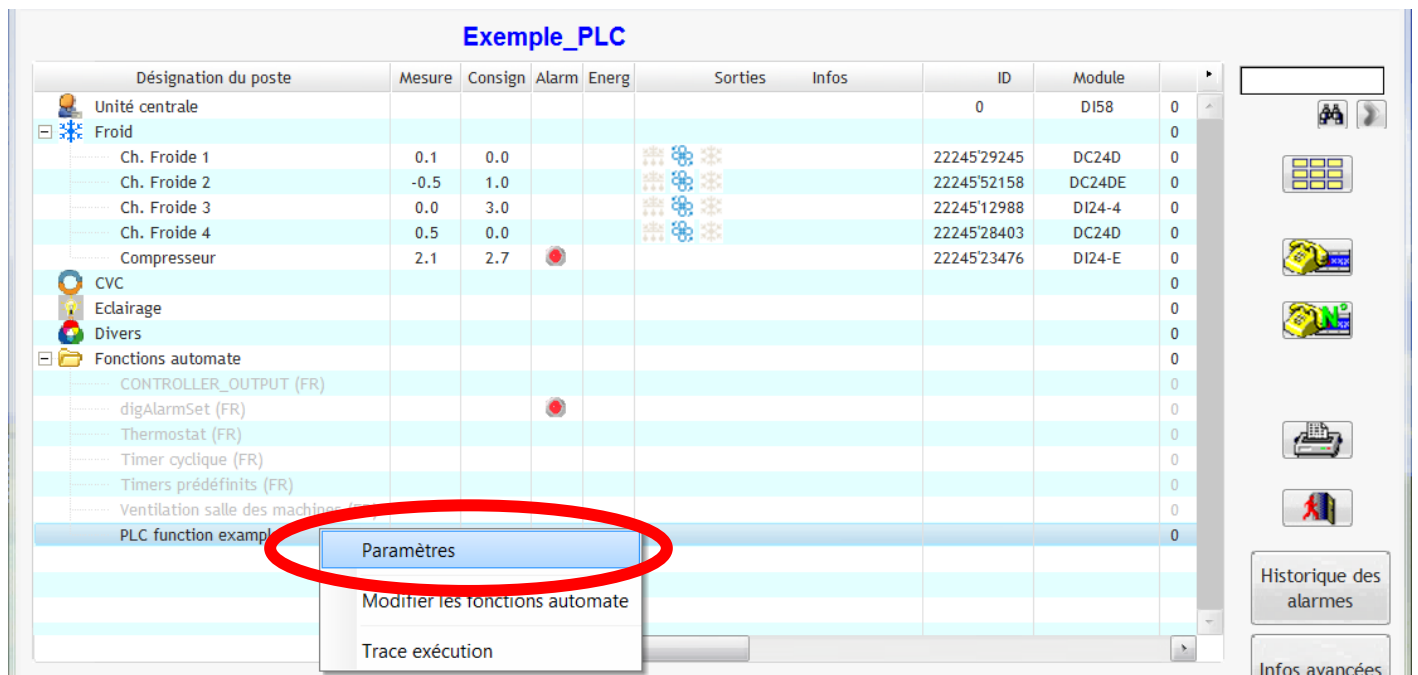 Exemple_PLC
Désignation du poste Mesure Consign Alarm Energ Sorties Infos ID Module
Unité centrale 0 DI58 0
Froid 0
Ch. Froide 1 0.1 0.0 22245'29245 DC24D 0
Ch. Froide 2 -0.5 1.0 22245'52158 DC24DE 0
Ch. Froide 3 0.0 3.0 22245'12988 DI24-4 0
Ch. Froide 4 0.5 0.0 22245'28403 DC24D 0
Compresseur 2.1 2.7 22245'23476 DI24-E 0
CVC 0
Eclairage 0
Divers 0
Fonctions automate 0
CONTROLLER_OUTPUT (FR) 0
digAlarmSet (FR) 0
Thermostat (FR) 0
Timer cyclique (FR) 0
Timers prédéfinits (FR) 0
Ventilation salle des machines 0
PLC function 0
Paramètres
Modifier les fonctions automate
Trace exécution
xxx
N°
Historique des
alarmes
Infos avancées